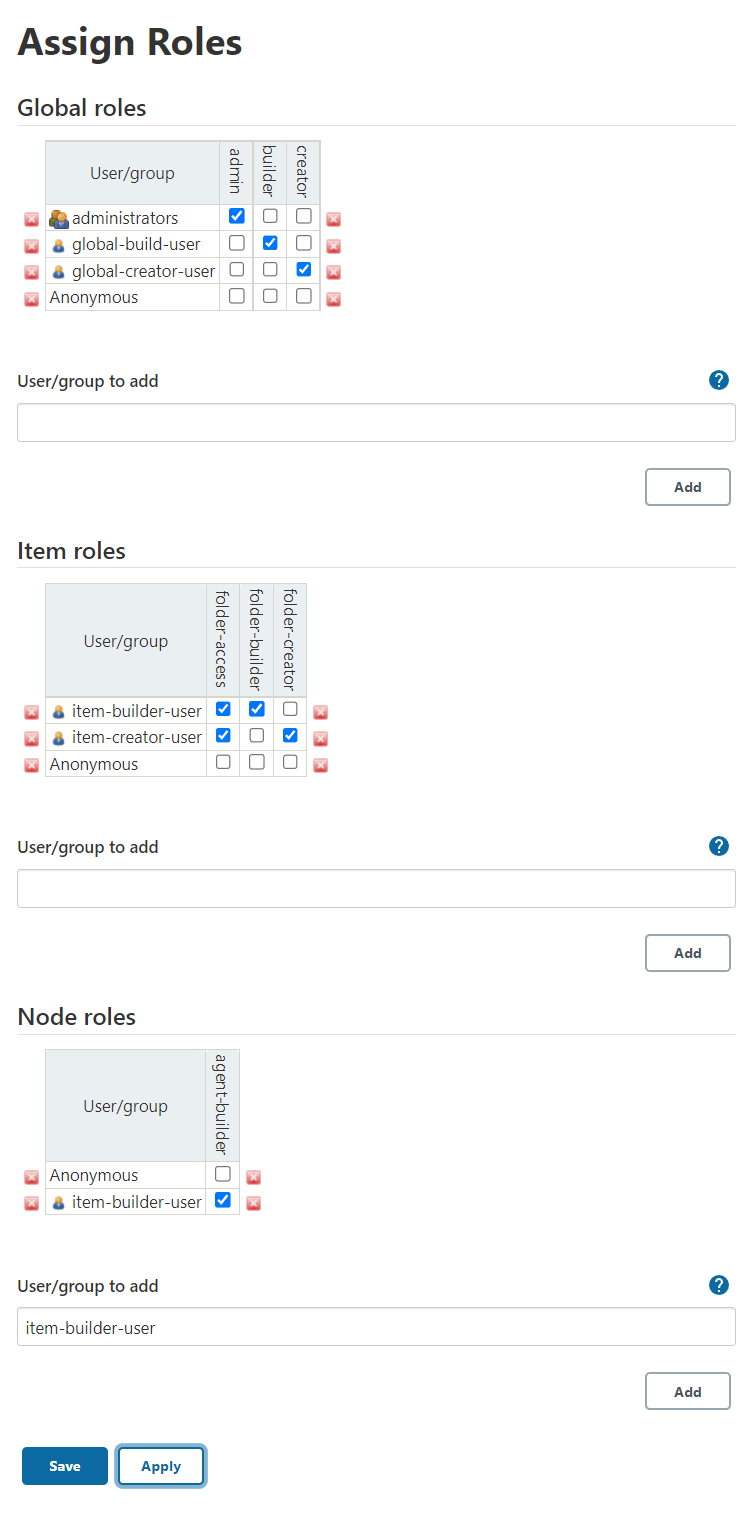 Assign Roles
Global roles
User/group admin builder creator
administrators
global-build-user
global-creator-user
Anonymous
User/group to add
?
Add
Item roles
User/group folder-access folder-builder folder-creator
item-builder-user
item-creator-user
Anonymous
User/group to add
?
Add
Node roles
User/group agent-builder
Anonymous
item-builder-user
User/group to add
?
item-builder-user
Add
Save Apply